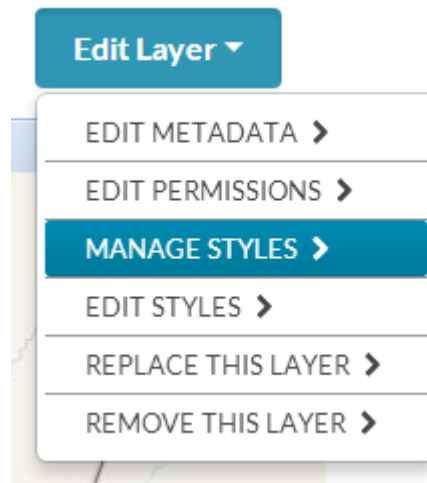 Edit Layer
EDIT METADATA
EDIT PERMISSIONS
MANAGE STYLES
EDIT STYLES
REPLACE THIS LAYER
REMOVE THIS LAYER